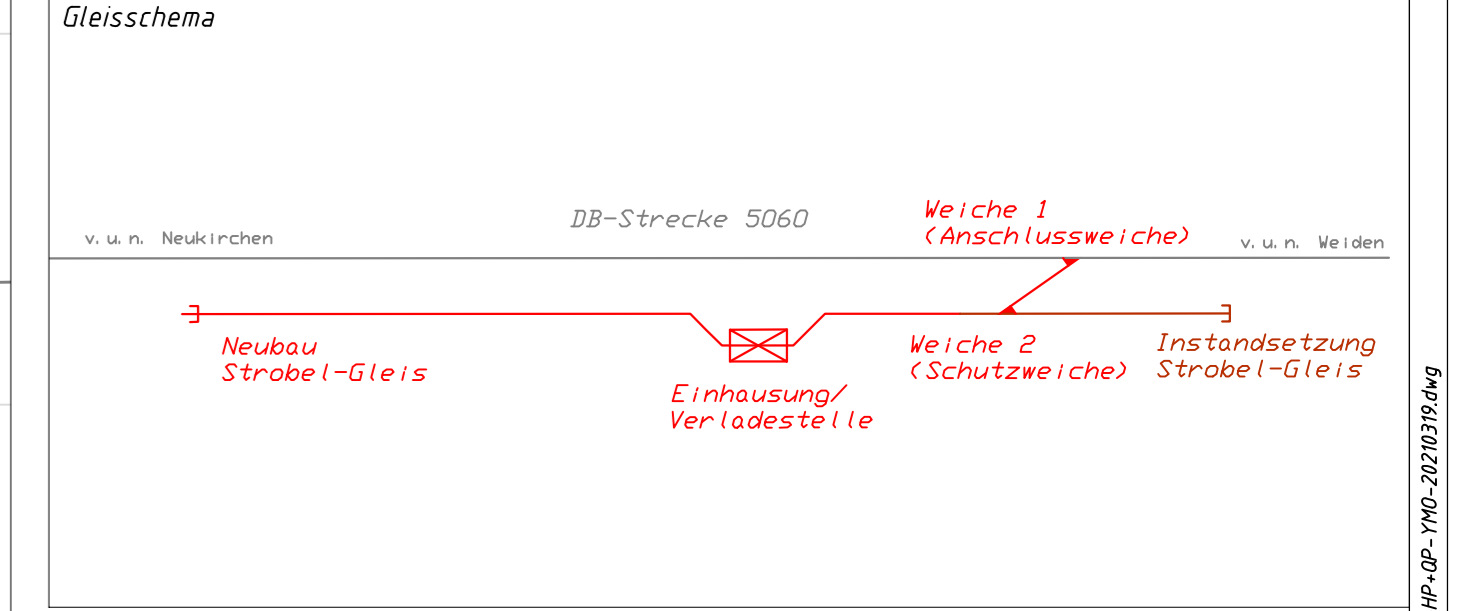 Gleisschema
DB-Strecke 5060
v. u. n. Neukirchen
Weiche 1
(Anschlussweiche)
v. u. n. Weiden
Neubau
Strobel-Gleis
Einhausung/
Verladestelle
Weiche 2
(Schutzweiche)
Instandsetzung
Strobel-Gleis
HP+QP-YMO-20210319.dwg